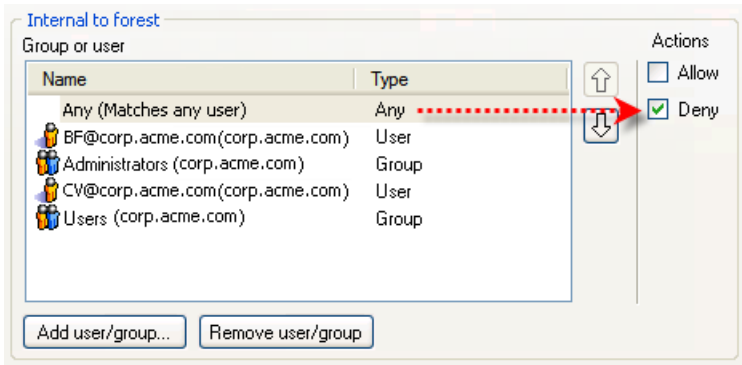 Internal to forest
Group or user
Actions
Name Type
Allow
Any (Matches any user) Any
Deny
BF@corp.acme.com(corp.acme.com) User
Administrators (corp.acme.com) Group
CV@corp.acme.com(corp.acme.com) User
Users (corp.acme.com) Group
Add user/group... Remove user/group